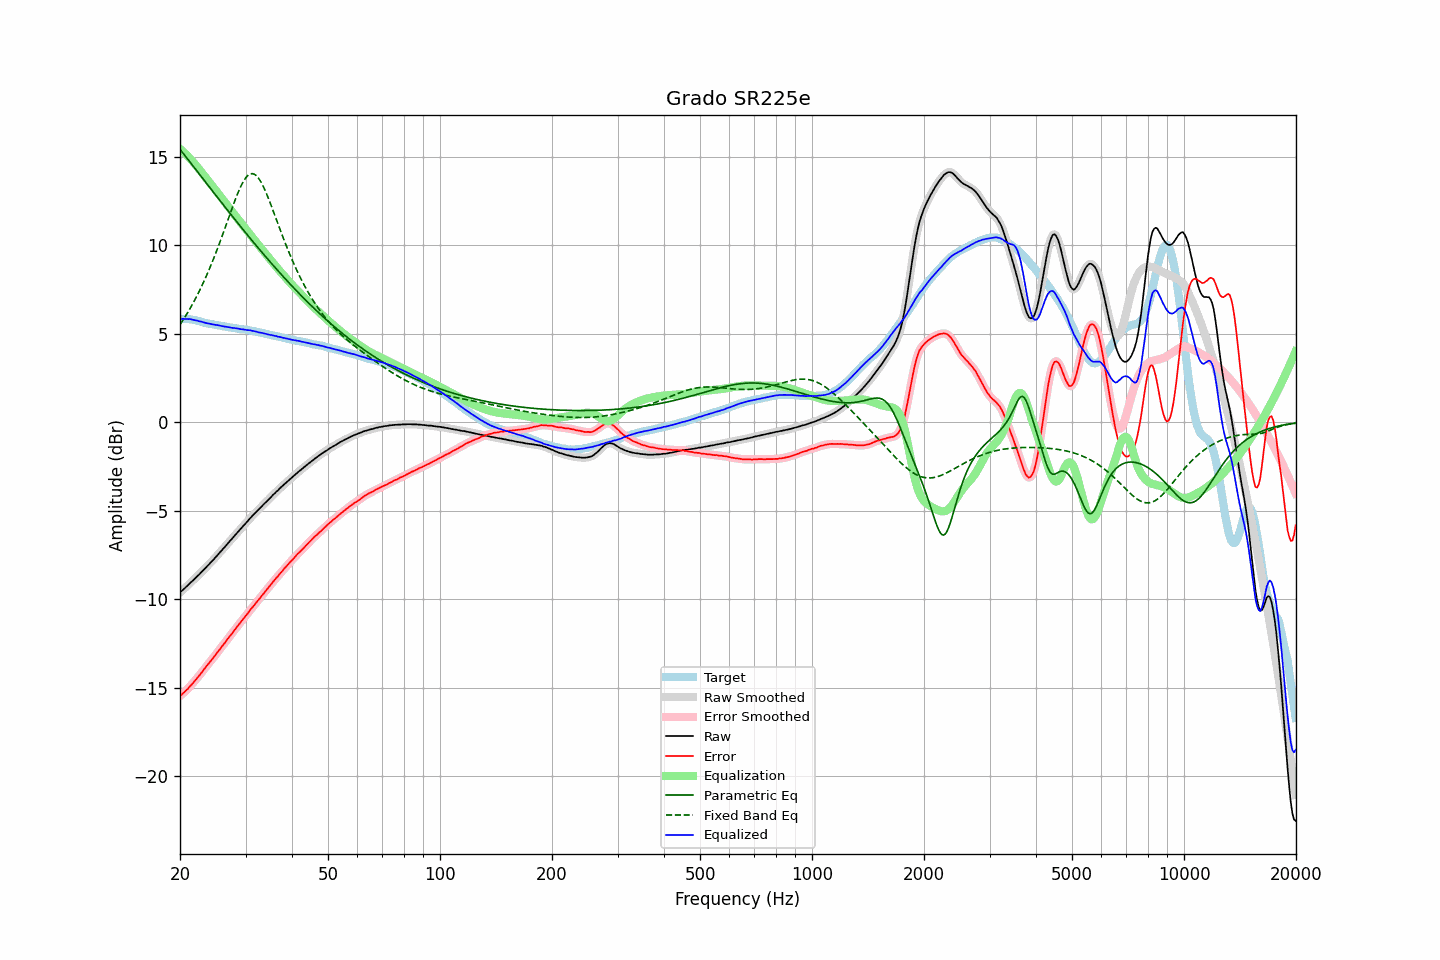 Grado SR225e
Amplitude (dBr)
15
10
5
0
−5
−10
−15
−20
Target
Raw Smoothed
Error Smoothed
Raw
Error
Equalization
Parametric Eq
Fixed Band Eq
Equalized
20
50
100
200
500
1000
2000
5000
10000
20000
Frequency (Hz)